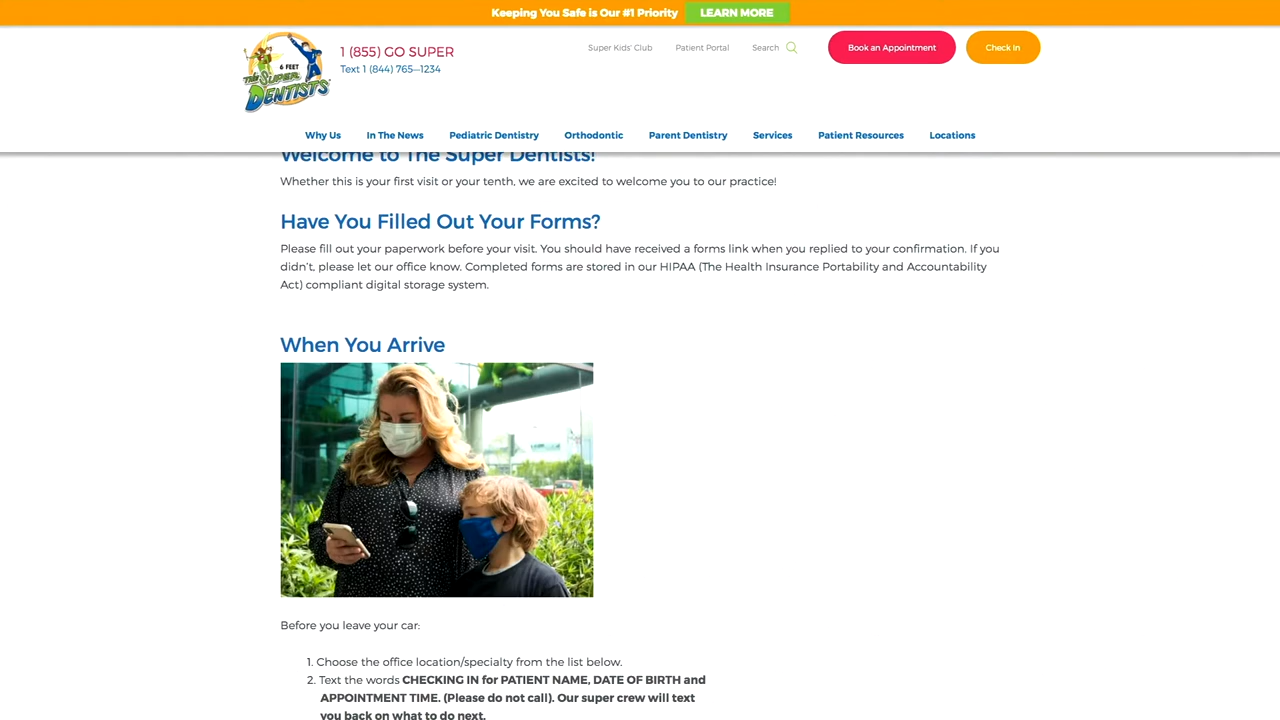 Keeping You Safe is Our #1 Priority LEARN MORE
6 FEET
THE SUPER
DENTISTS
1 (855) GO SUPER
Text 1 (844) 765—1234
Super Kids' Club Patient Portal Search Book an Appointment Check In
Why Us In The News Pediatric Dentistry Orthodontic Parent Dentistry Services Patient Resources Locations
Welcome to The Super Dentists!
Whether this is your first visit or your tenth, we are excited to welcome you to our practice!
Have You Filled Out Your Forms?
Please fill out your paperwork before your visit. You should have received a forms link when you replied to your confirmation. If you
didn't, please let our office know. Completed forms are stored in our HIPAA (The Health Insurance Portability and Accountability
Act) compliant digital storage system.
When You Arrive
Before you leave your car:
1. Choose the office location/specialty from the list below.
2. Text the words CHECKING IN for PATIENT NAME, DATE OF BIRTH and
APPOINTMENT TIME. (Please do not call). Our super crew will text
you back on what to do next.